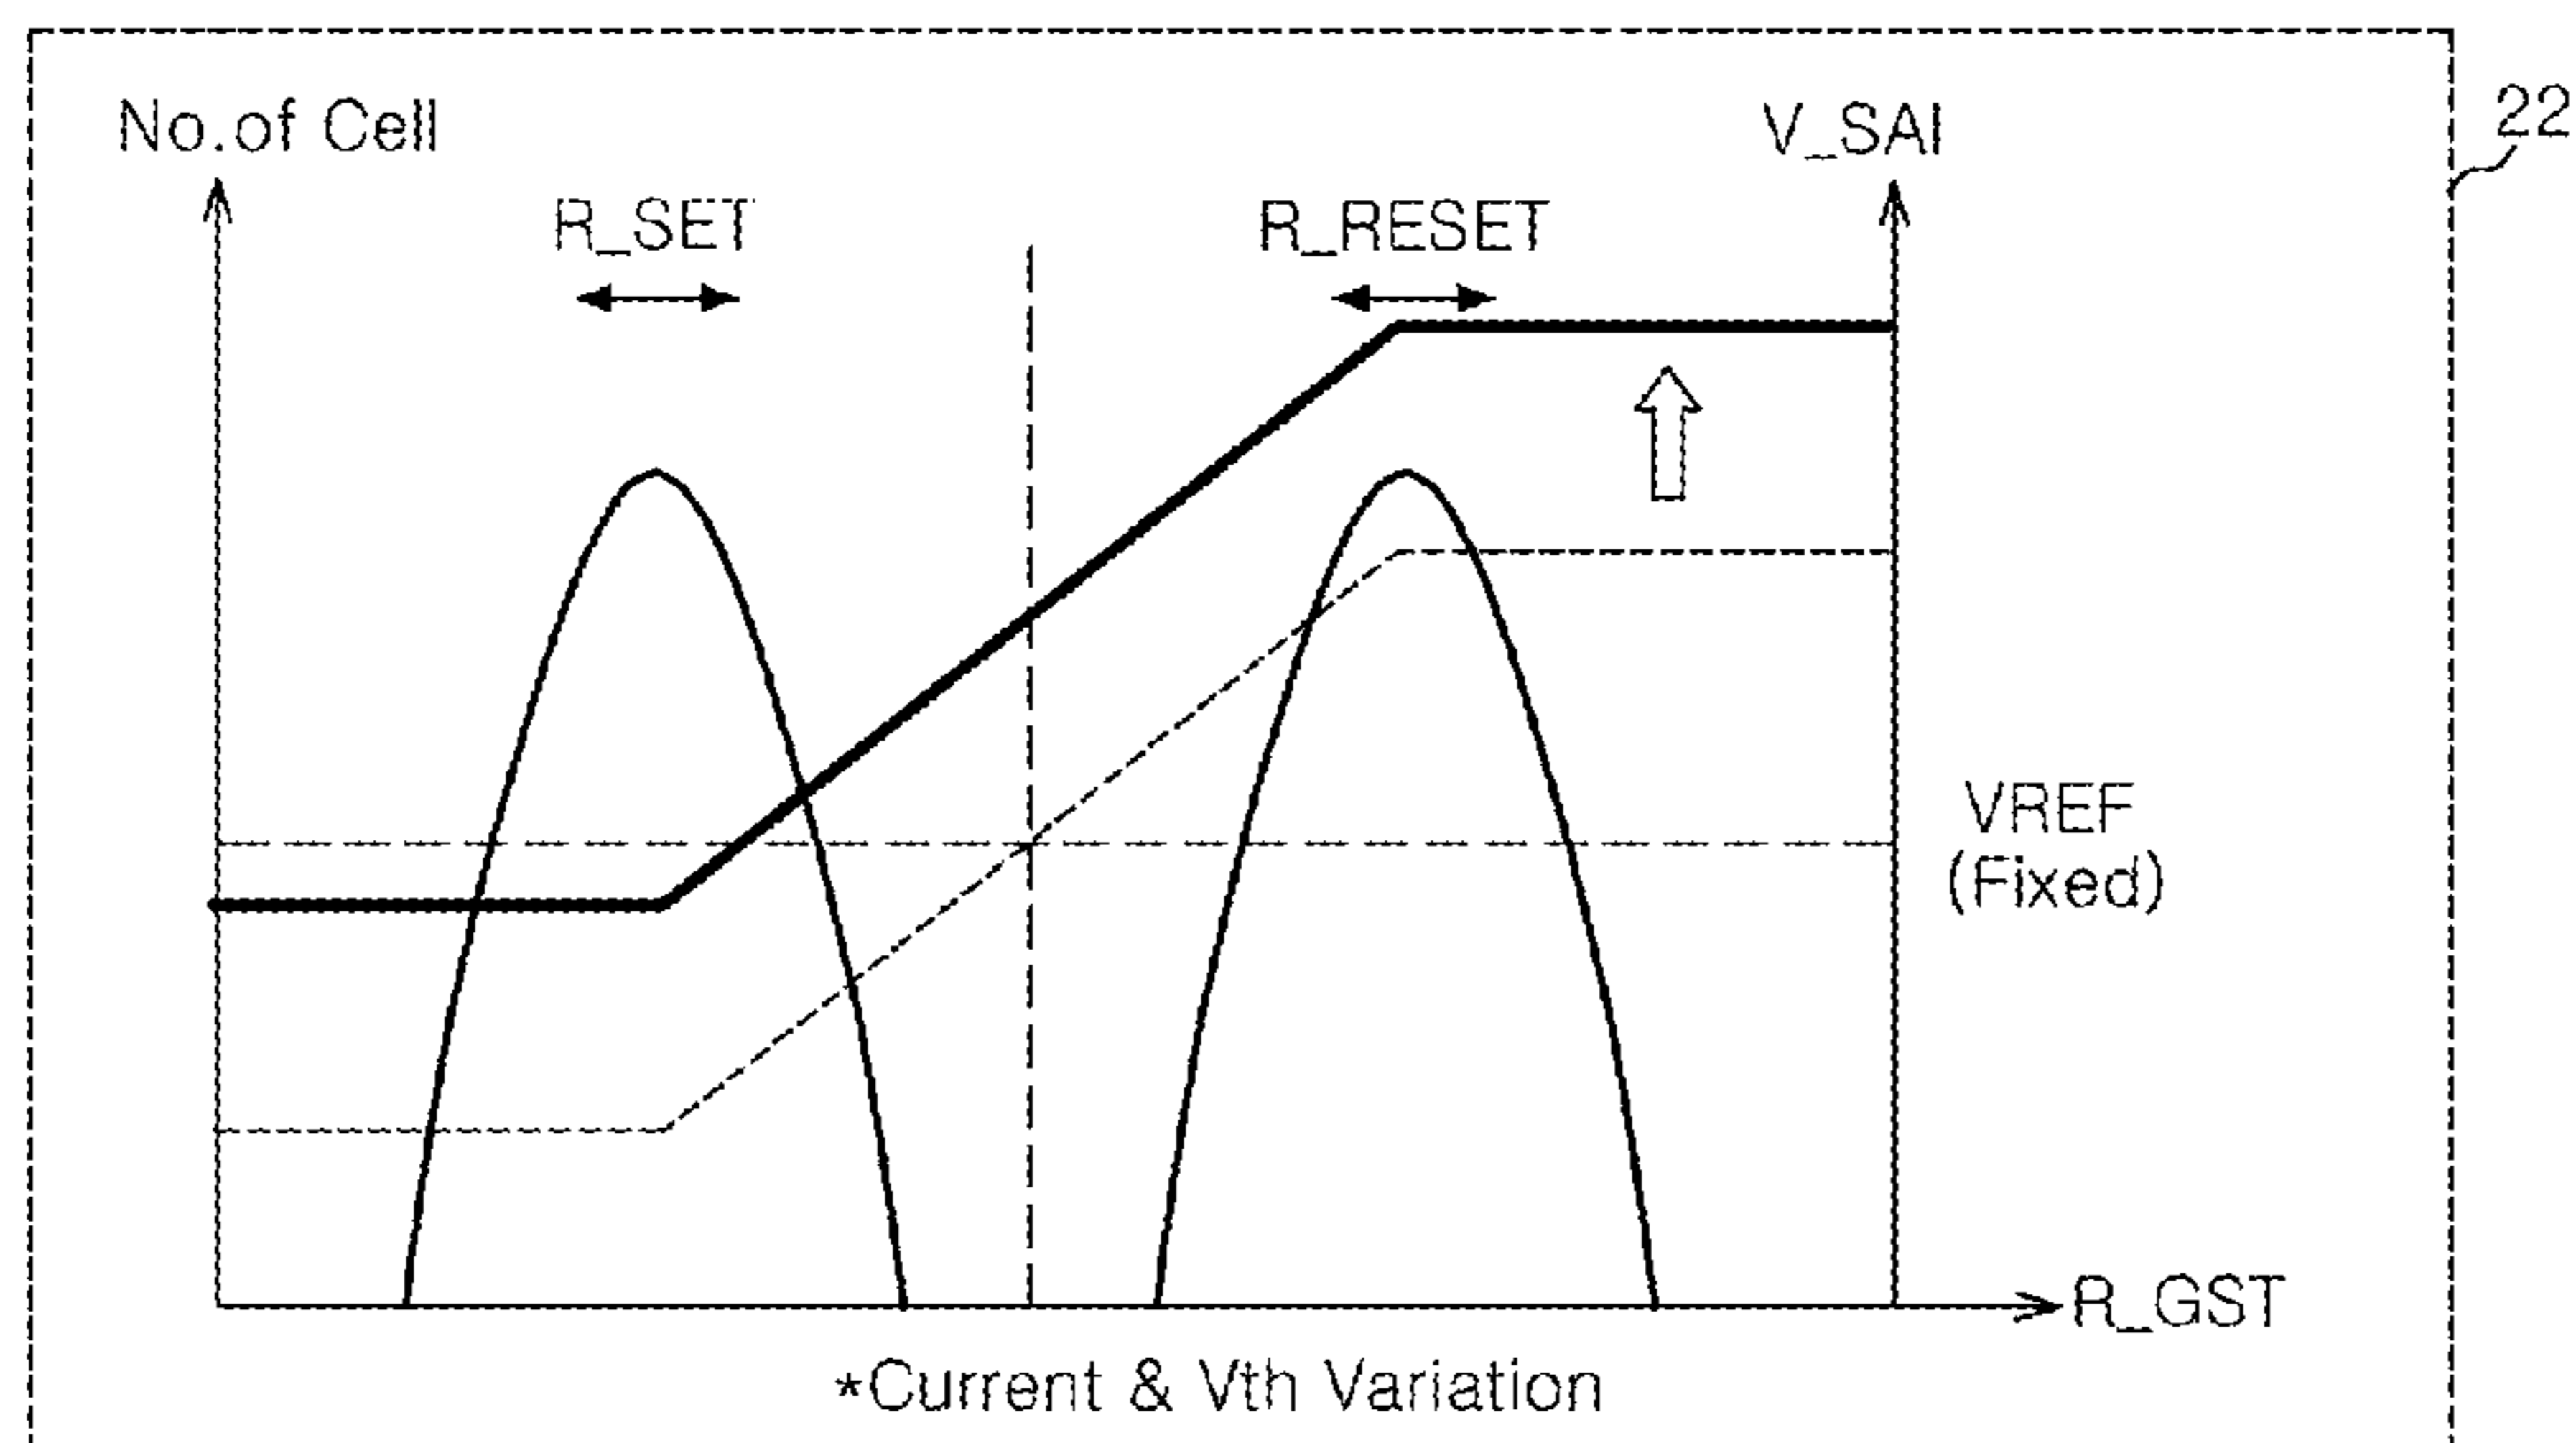 No.of Cell
V_SAI
22
R_SET
R_RESET
VREF
(Fixed)
R_GST
*Current & Vth Variation